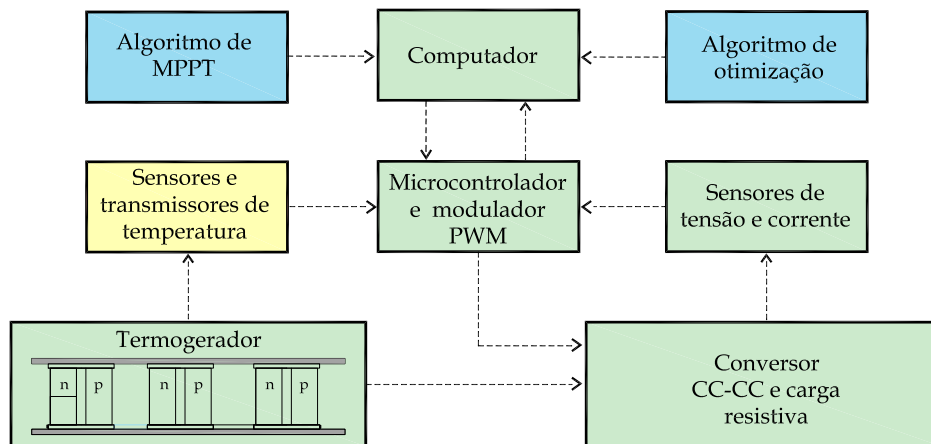 Algoritmo de
MPPT
Computador
Algoritmo de
otimização
Sensores e
transmissores de
temperatura
Microcontrolador
e modulador
PWM
Sensores de
tensão e corrente
Termogerador
n p n p n p
Conversor
CC-CC e carga
resistiva